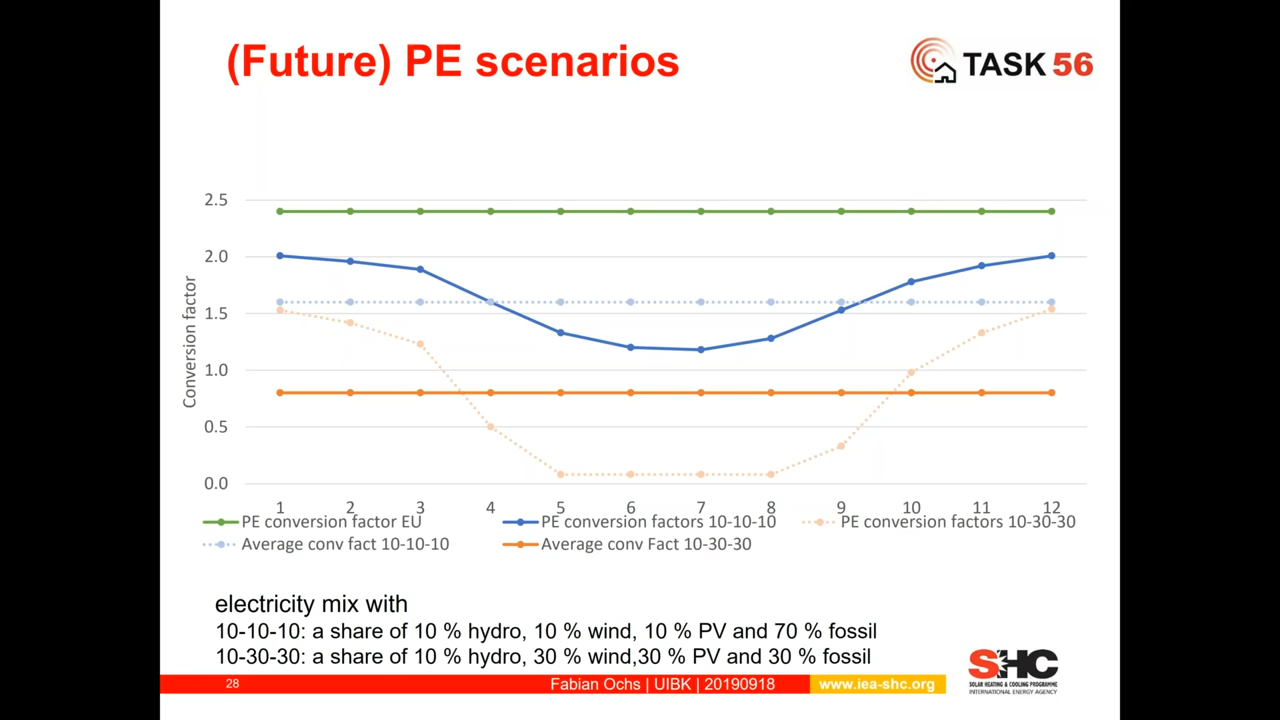 (Future) PE scenarios
TASK 56
Conversion factor
2.5
2.0
1.5
1.0
0.5
0.0
1 2 3 4 5 6 7 8 9 10 11 12
PE conversion factor EU PE conversion factors 10-10-10 PE conversion factors 10-30-30
Average conv fact 10-10-10 Average conv Fact 10-30-30
electricity mix with
10-10-10: a share of 10 % hydro, 10 % wind, 10 % PV and 70 % fossil
10-30-30: a share of 10 % hydro, 30 % wind,30 % PV and 30 % fossil
28 Fabian Ochs | UIBK | 20190918 www.iea-shc.org
SHC
SOLAR HEATING & COOLING PROGRAMME
INTERNATIONAL ENERGY AGENCY